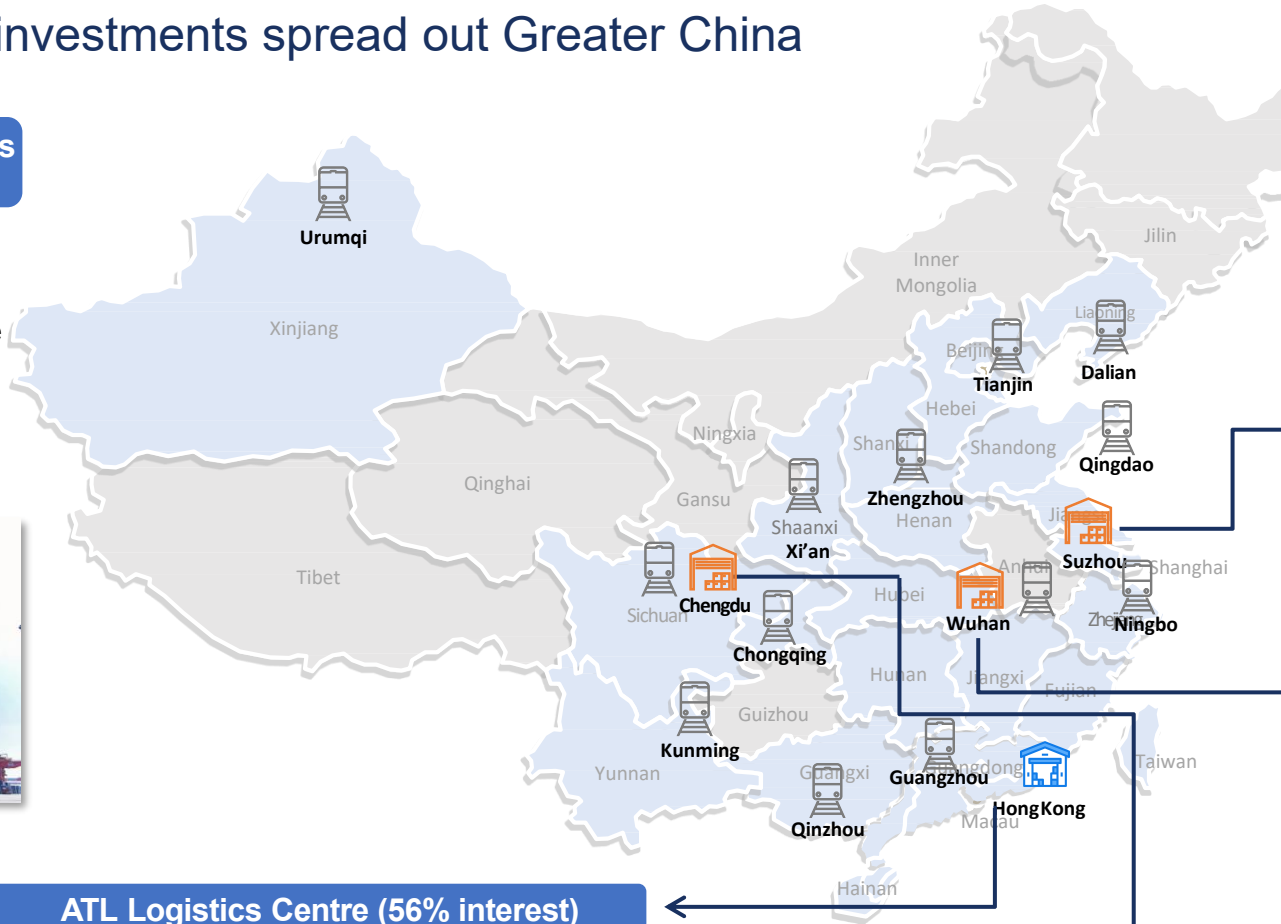 investments spread out Greater China
s
Urumqi
Jilin
Inner
Mongolia
Xinjiang
e
Liaoning
Beijing
Tianjin
Dalian
Hebei
Ningxia
Shanxi
Shandong
Qingdao
Qinghai
Gansu
Zhengzhou
Henan
Shaanxi
Xi'an
Suzhou
Shanghai
Tibet
Anhui
Hubei
Chengdu
Sichuan
Wuhan
Ningbo
Chongqing
Hunan
Jiangxi
Fujian
Guizhou
Kunming
Yunnan
Guangxi
Guangzhou
Guangdong
Taiwan
HongKong
Macau
Qinzhou
Hainan
ATL Logistics Centre (56% interest)